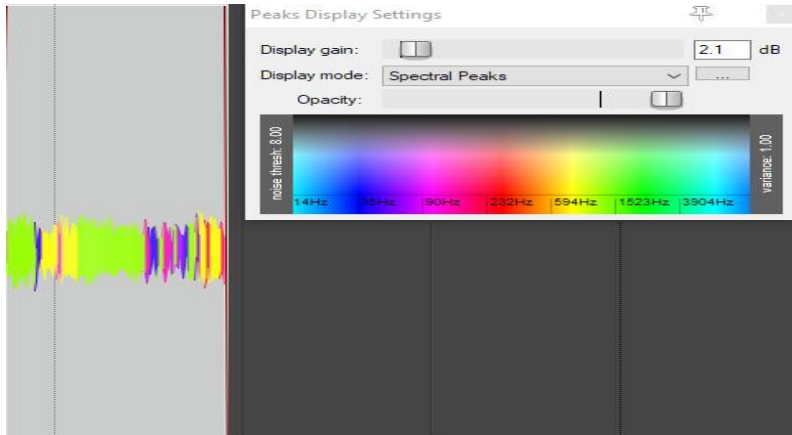 Peaks Display Settings
Display gain: 2.1 dB
Display mode: Spectral Peaks ...
Opacity:
noise thresh: 8.00
variance: 1.00
14Hz 35Hz 90Hz 232Hz 594Hz 1523Hz 3904Hz